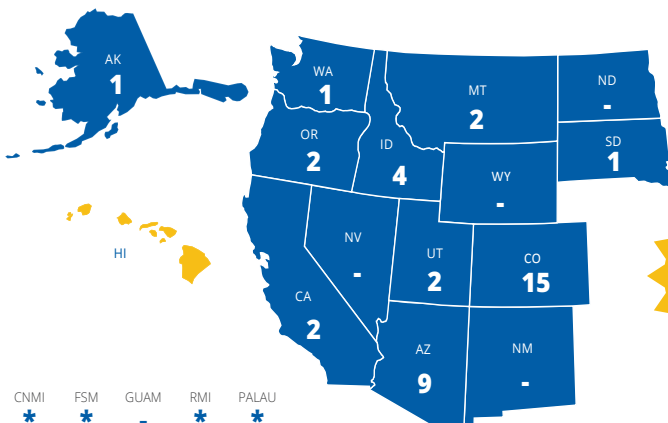 AK
1
WA
1
MT
2
ND
-
OR
2
ID
4
SD
1
WY
-
HI
NV
-
UT
2
CO
15
CA
2
AZ
9
NM
-
CNMI FSM GUAM RMI PALAU
* * - * *